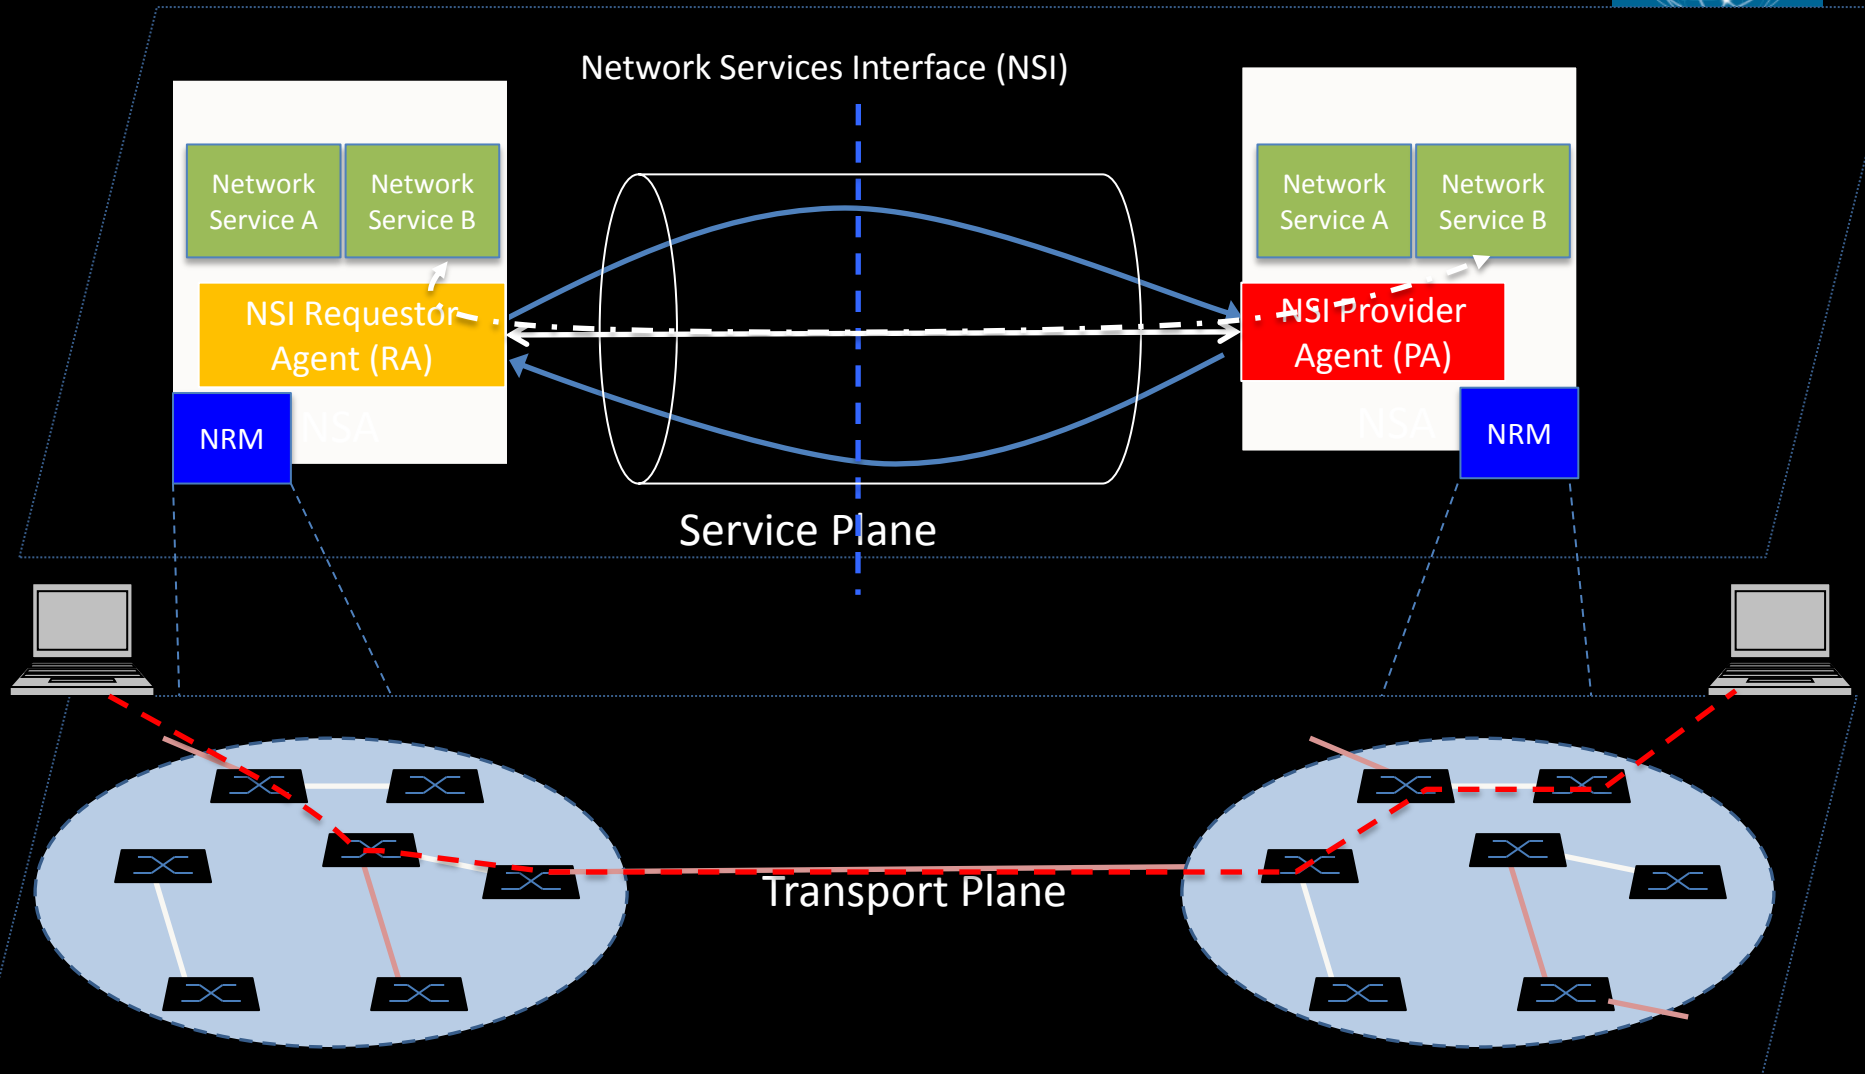 Network Services Interface (NSI)
Network
Service A
Network
Service B
NSI Requestor
Agent (RA)
NRM
NSA
Network
Service A
Network
Service B
NSI Provider
Agent (PA)
NSA
NRM
Service Plane
Transport Plane